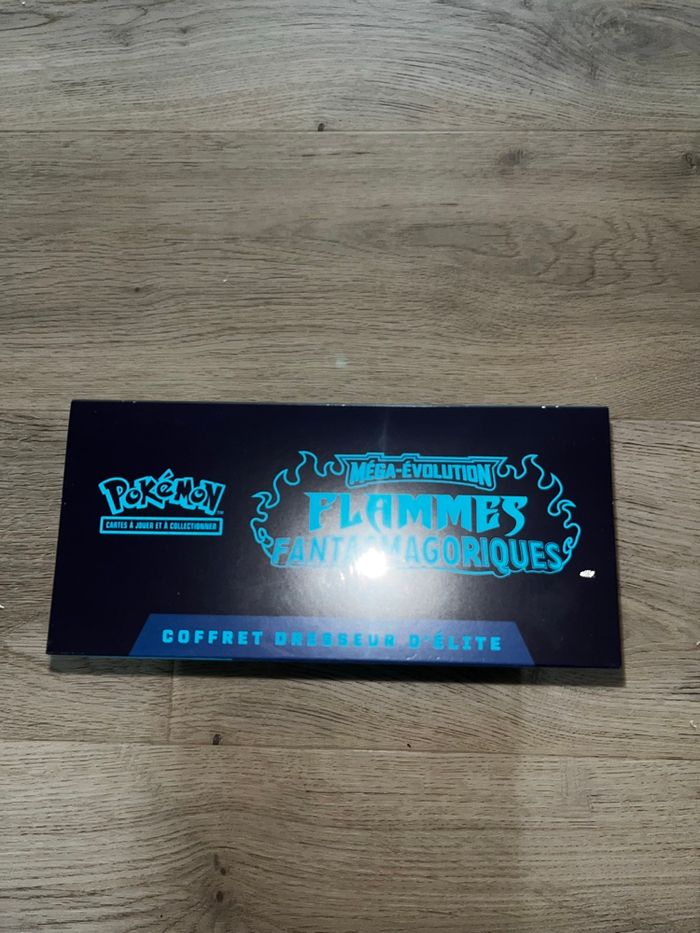 POKéMON
CARTES À JOUER ET À COLLECTIONNER
MÉGA-ÉVOLUTION
FLAMMES
FANTASMAGORIQUES
COFFRET DRESSEUR D'ÉLITE